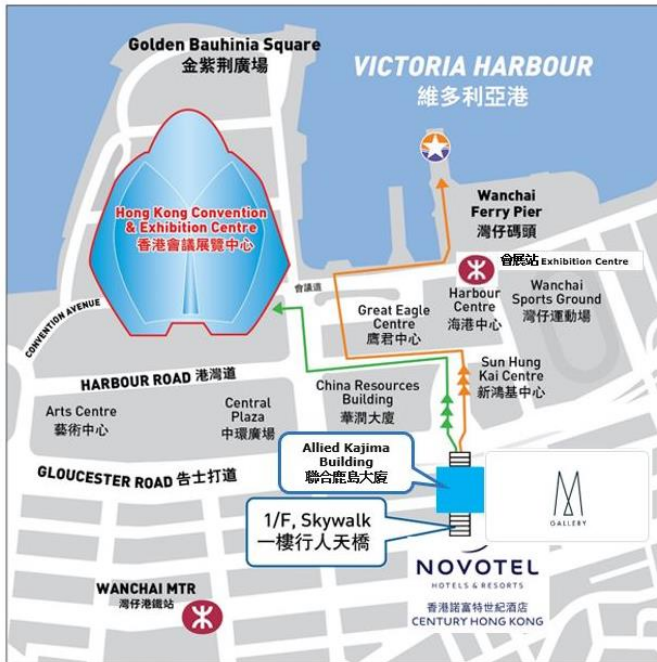 Golden Bauhinia Square
金紫荆廣場
VICTORIA HARBOUR
維多利亞港
Hong Kong Convention
& Exhibition Centre
香港會議展覽中心
Wanchai
Ferry Pier
灣仔碼頭
會展站 Exhibition Centre
會議道
CONVENTION AVENUE
Great Eagle
Centre
鷹君中心
Harbour
Centre
海港中心
Wanchai
Sports Ground
灣仔運動場
HARBOUR ROAD 港灣道
Sun Hung
Kai Centre
新鴻基中心
Arts Centre
藝術中心
Central
Plaza
中環廣場
China Resources
Building
華潤大廈
Allied Kajima
Building
聯合鹿島大廈
GLOUCESTER ROAD 告士打道
1/F, Skywalk
一樓行人天橋
M
GALLERY
NOVOTEL
HOTELS & RESORTS
香港諾富特世紀酒店
CENTURY HONG KONG
WANCHAI MTR
灣仔港鐵站